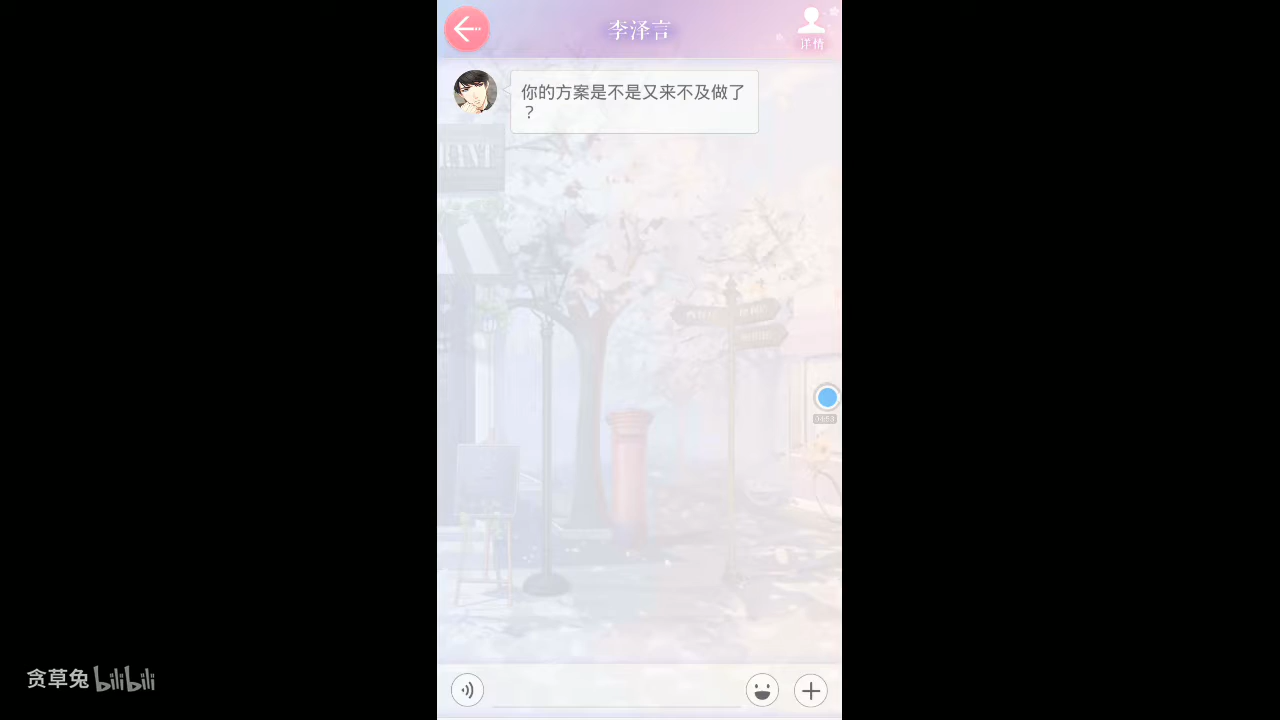 李泽言
详情
你的方案是不是又来不及做了
？
贪草兔 bilibili